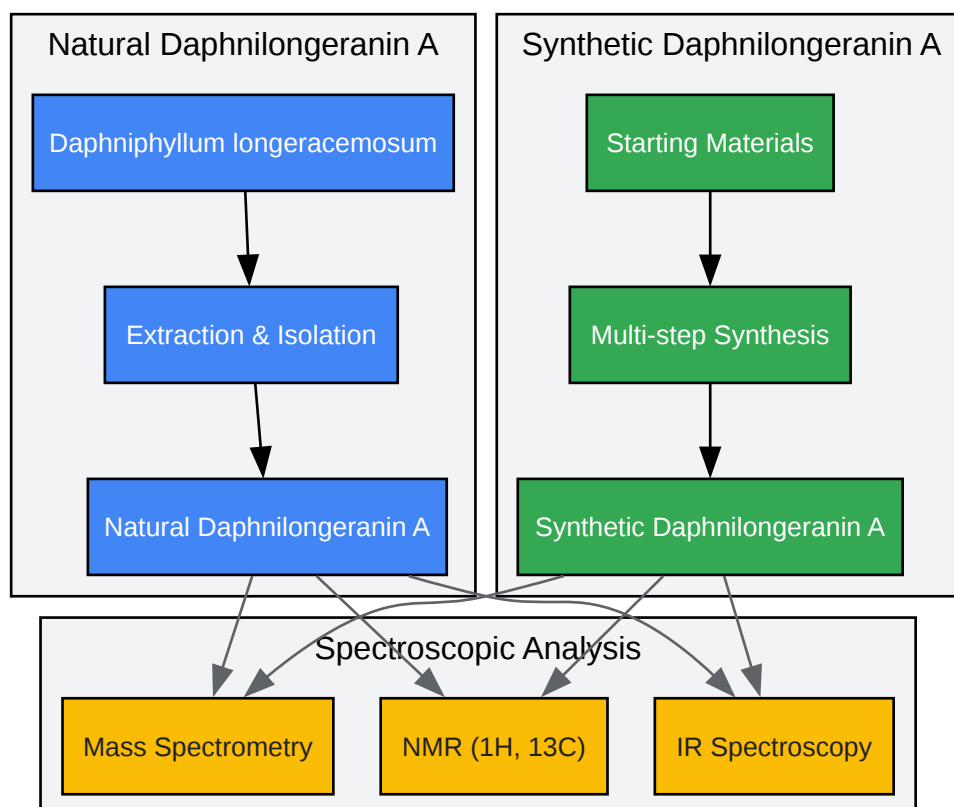 Natural Daphnilongeranin A
Synthetic Daphnilongeranin A
Daphniphyllum longeracemosum
Starting Materials
Extraction & Isolation
Multi-step Synthesis
Natural Daphnilongeranin A
Synthetic Daphnilongeranin A
Spectroscopic Analysis
Mass Spectrometry
NMR (1H, 13C)
IR Spectroscopy